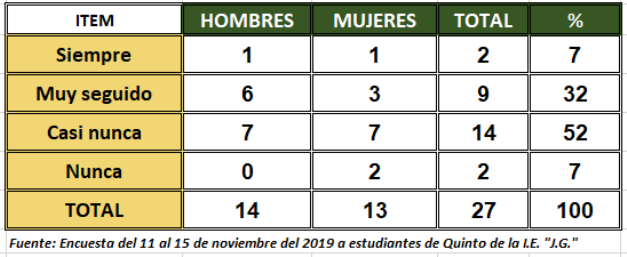 ITEM HOMBRES MUJERES TOTAL %
Siempre 1 1 2 7
Muy seguido 6 3 9 32
Casi nunca 7 7 14 52
Nunca 0 2 2 7
TOTAL 14 13 27 100
Fuente: Encuesta del 11 al 15 de noviembre del 2019 a estudiantes de Quinto de la I.E. "J.G."